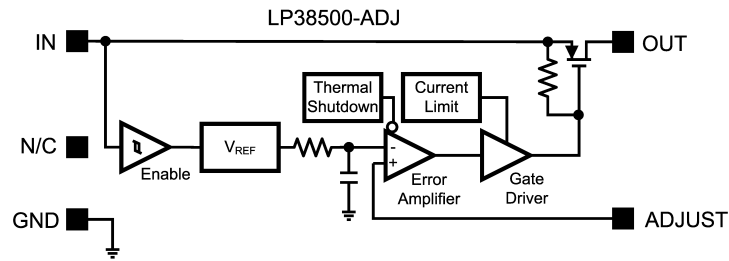 LP38500-ADJ
IN
OUT
Thermal
Shutdown
Current
Limit
N/C
Enable
VREF
-
+
Error
Amplifier
Gate
Driver
GND
ADJUST